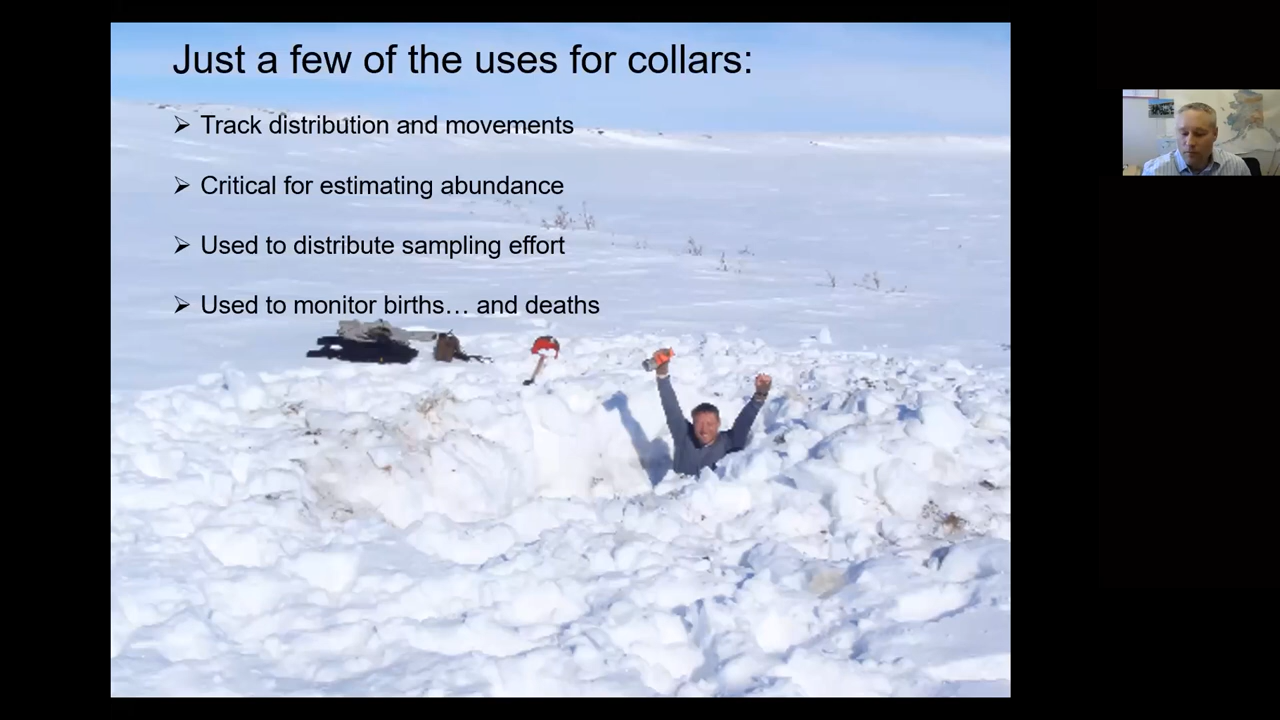 Just a few of the uses for collars:
➢ Track distribution and movements
➢ Critical for estimating abundance
➢ Used to distribute sampling effort
➢ Used to monitor births… and deaths